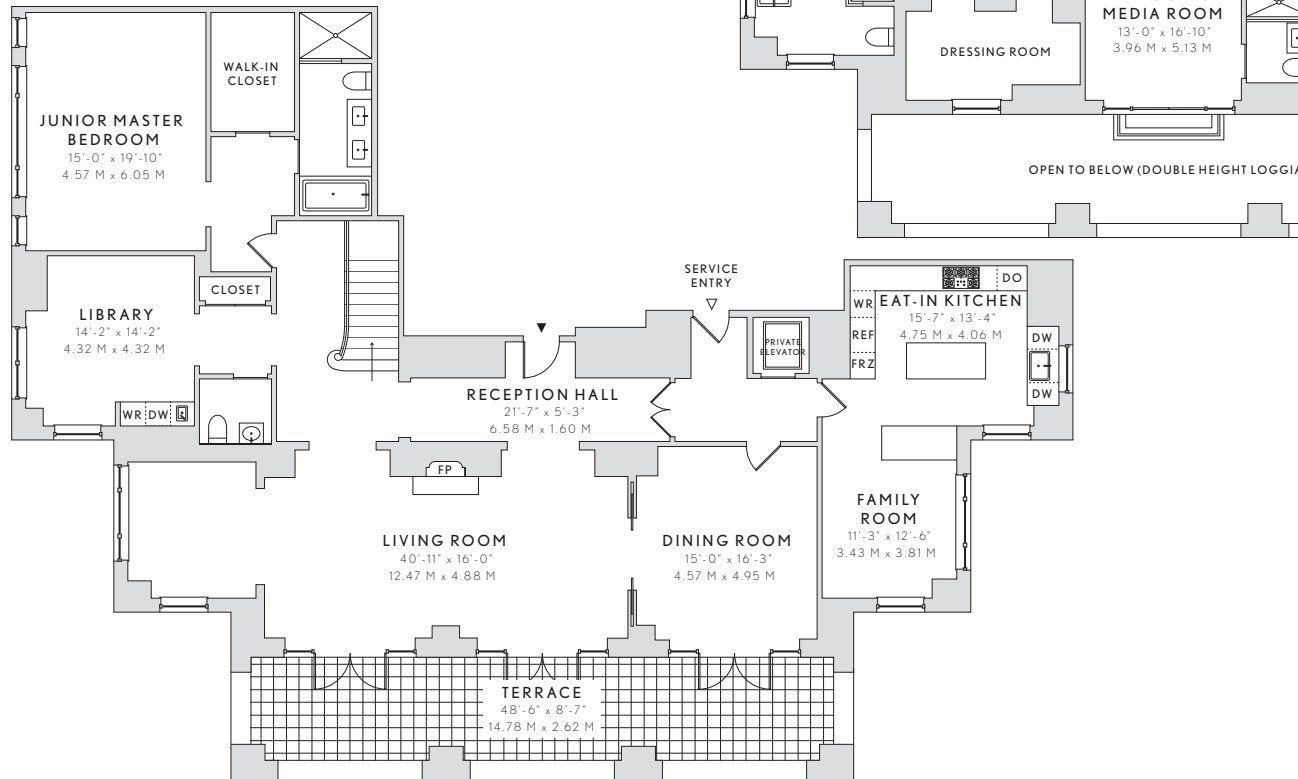 MEDIA ROOM
13'-0" x 16'-10"
3.96 M x 5.13 M
DRESSING ROOM
OPEN TO BELOW (DOUBLE HEIGHT LOGGIA
WALK-IN
CLOSET
JUNIOR MASTER
BEDROOM
15'-0" x 19'-10"
4.57 M x 6.05 M
CLOSET
LIBRARY
14'-2" x 14'-2"
4.32 M x 4.32 M
WR DW
SERVICE
ENTRY
PRIVATE
ELEVATOR
DO
WR
EAT-IN KITCHEN
15'-7" x 13'-4"
4.75 M x 4.06 M
REF
FRZ
DW
DW
RECEPTION HALL
21'-7" x 5'-3"
6.58 M x 1.60 M
FP
LIVING ROOM
40'-11" x 16'-0"
12.47 M x 4.88 M
DINING ROOM
15'-0" x 16'-3"
4.57 M x 4.95 M
FAMILY
ROOM
11'-3" x 12'-6"
3.43 M x 3.81 M
TERRACE
48'-6" x 8'-7"
14.78 M x 2.62 M